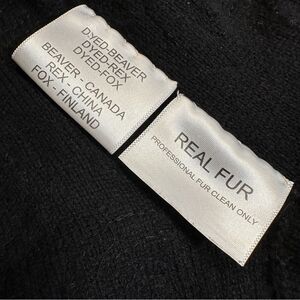 DYED-BEAVER
DYED-REX
DYED-FOX
BEAVER - CANADA
REX - CHINA
FOX - FINLAND
REAL FUR
PROFESSIONAL FUR CLEAN ONLY